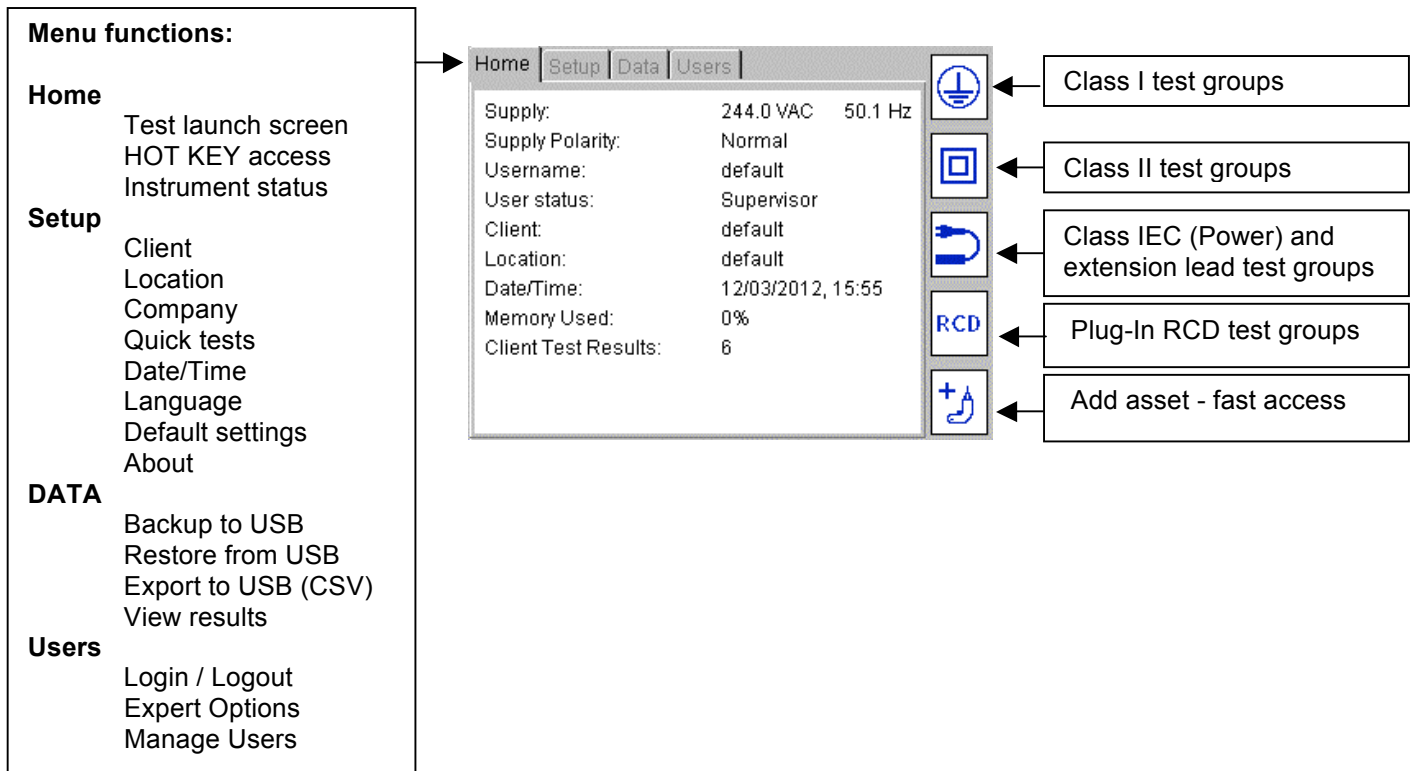 Menu functions:
Home
Test launch screen
HOT KEY access
Instrument status
Setup
Client
Location
Company
Quick tests
Date/Time
Language
Default settings
About
DATA
Backup to USB
Restore from USB
Export to USB (CSV)
View results
Users
Login / Logout
Expert Options
Manage Users
Home Setup Data Users
Supply: 244.0 VAC 50.1 Hz
Supply Polarity: Normal
Username: default
User status: Supervisor
Client: default
Location: default
Date/Time: 12/03/2012, 15:55
Memory Used: 0%
Client Test Results: 6
RCD
Class I test groups
Class II test groups
Class IEC (Power) and
extension lead test groups
Plug-In RCD test groups
Add asset - fast access